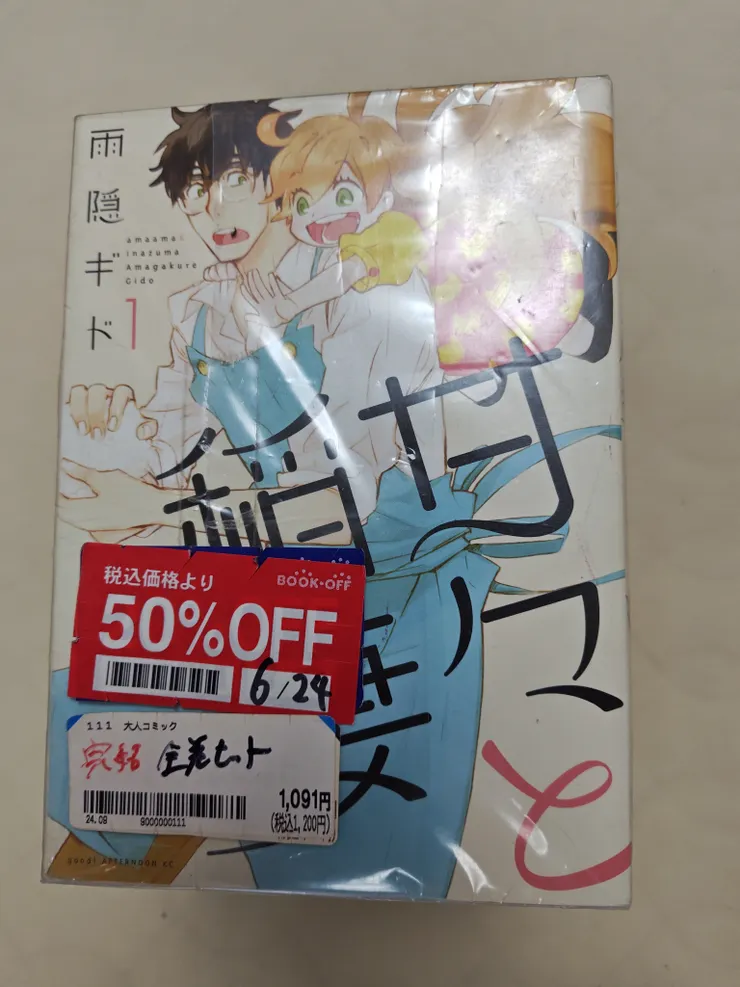 雨隠ギド
1
amaama&
inazuma
Amagakure
Gido
甘々と
稲妻
BOOK・OFF
税込価格より
50%OFF
6/24
111 大人コミック
完結 全巻セット
1,091円
(税込1,200円)
24.09
9000000111
good! AFTERNOON KC